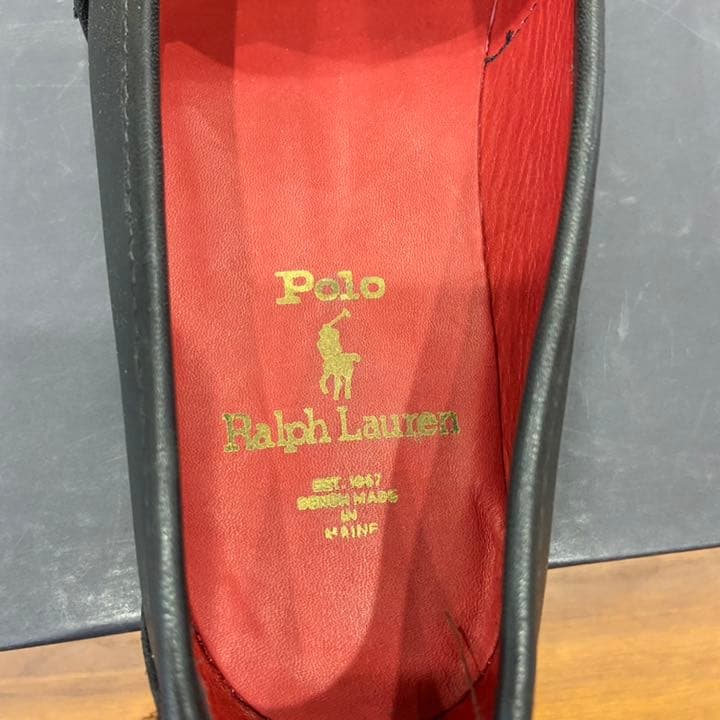 Polo
Ralph Lauren
EST. 1967
BENCH MADE
IN
MAINE